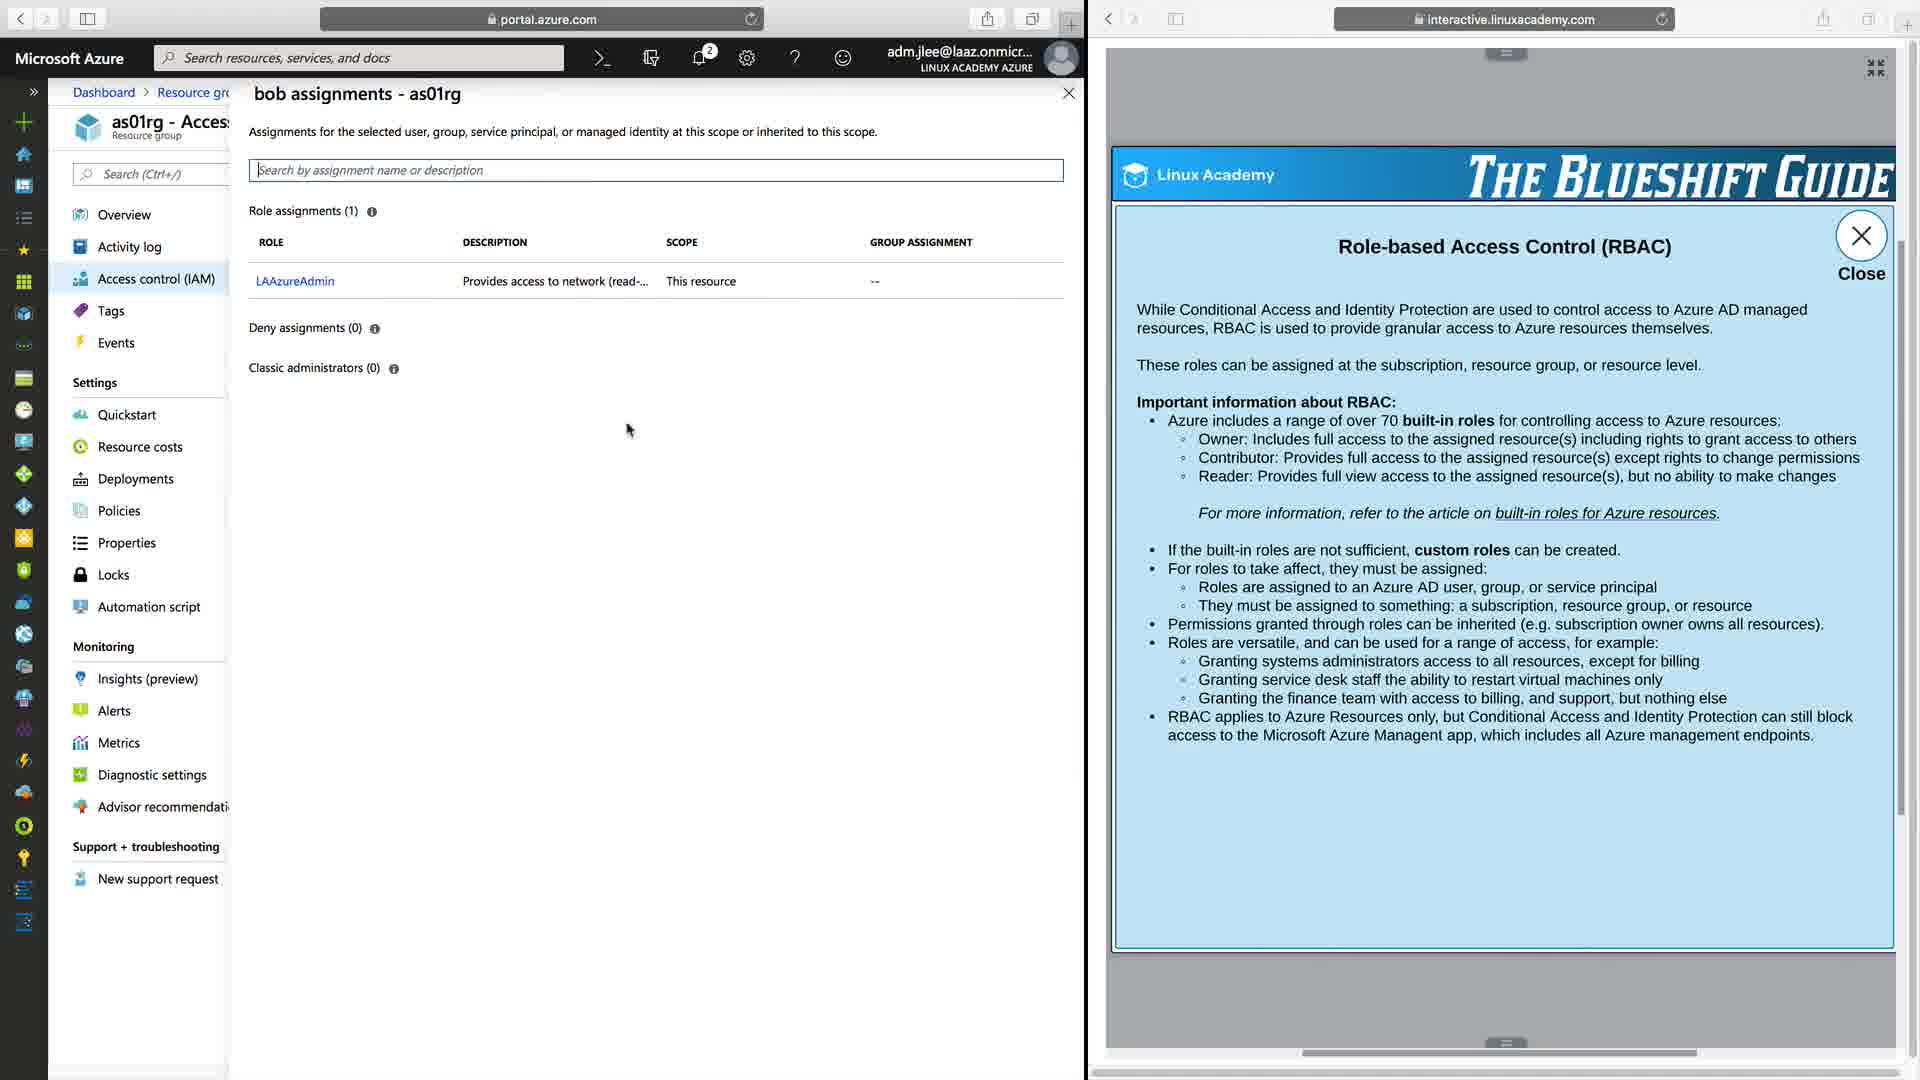 portal.azure.com
Microsoft Azure
Search resources, services, and docs
2
adm.jlee@laaz.onmicr...
LINUX ACADEMY AZURE
Dashboard > Resource gr
as01rg - Acces
Resource group
Search (Ctrl+/)
Overview
Activity log
Access control (IAM)
Tags
Events
Settings
Quickstart
Resource costs
Deployments
Policies
Properties
Locks
Automation script
Monitoring
Insights (preview)
Alerts
Metrics
Diagnostic settings
Advisor recommendati
Support + troubleshooting
New support request
bob assignments - as01rg
Assignments for the selected user, group, service principal, or managed identity at this scope or inherited to this scope.
Search by assignment name or description
Role assignments (1)
ROLE DESCRIPTION SCOPE GROUP ASSIGNMENT
LAAzureAdmin Provides access to network (read-... This resource --
Deny assignments (0)
Classic administrators (0)
interactive.linuxacademy.com
Linux Academy
THE BLUESHIFT GUIDE
Role-based Access Control (RBAC)
Close
While Conditional Access and Identity Protection are used to control access to Azure AD managed
resources, RBAC is used to provide granular access to Azure resources themselves.
These roles can be assigned at the subscription, resource group, or resource level.
Important information about RBAC:
• Azure includes a range of over 70 built-in roles for controlling access to Azure resources:
◦ Owner: Includes full access to the assigned resource(s) including rights to grant access to others
◦ Contributor: Provides full access to the assigned resource(s) except rights to change permissions
◦ Reader: Provides full view access to the assigned resource(s), but no ability to make changes
For more information, refer to the article on built-in roles for Azure resources.
• If the built-in roles are not sufficient, custom roles can be created.
• For roles to take affect, they must be assigned:
◦ Roles are assigned to an Azure AD user, group, or service principal
◦ They must be assigned to something: a subscription, resource group, or resource
• Permissions granted through roles can be inherited (e.g. subscription owner owns all resources).
• Roles are versatile, and can be used for a range of access, for example:
◦ Granting systems administrators access to all resources, except for billing
◦ Granting service desk staff the ability to restart virtual machines only
◦ Granting the finance team with access to billing, and support, but nothing else
• RBAC applies to Azure Resources only, but Conditional Access and Identity Protection can still block
access to the Microsoft Azure Managent app, which includes all Azure management endpoints.